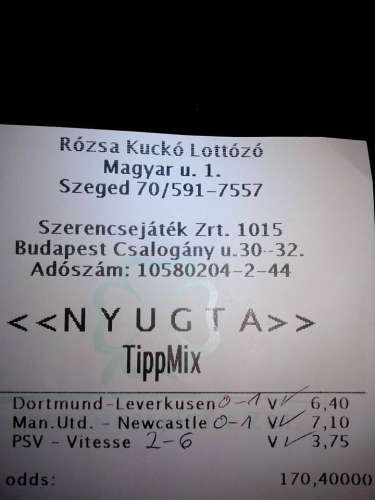 Rózsa Kuckó Lottózó
Magyar u. 1.
Szeged 70/591-7557
Szerencsejáték Zrt. 1015
Budapest Csalogány u.30-32.
Adószám: 10580204-2-44
<<NYUGTA>>
TippMix
Dortmund-Leverkusen 0-1 V ✓ 6,40
Man.Utd. - Newcastle 0-1 V ✓ 7,10
PSV - Vitesse 2-6 V ✓ 3,75
odds: 170,40000